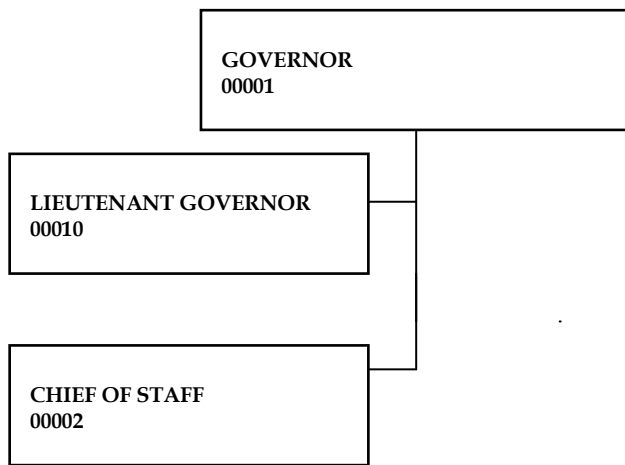 GOVERNOR
00001
LIEUTENANT GOVERNOR
00010
CHIEF OF STAFF
00002